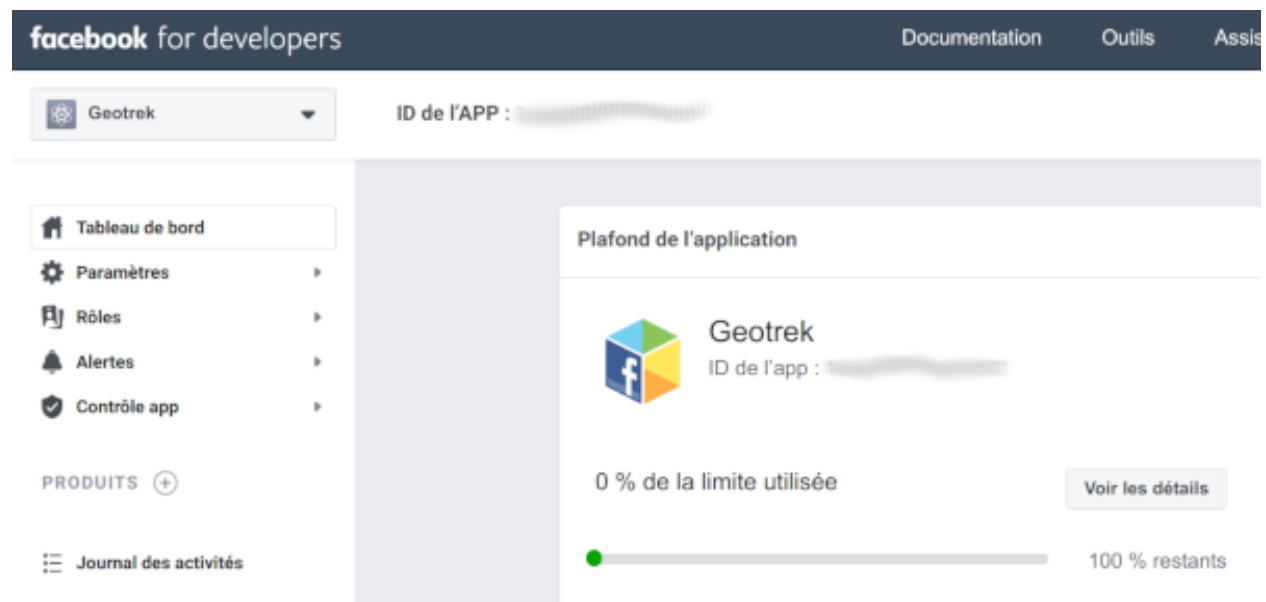 facebook for developers
Documentation
Outils
Geotrek
ID de l'APP :
Tableau de bord
Paramètres
Rôles
Alertes
Contrôle app
PRODUITS
Journal des activités
Plafond de l'application
Geotrek
ID de l'app :
0 % de la limite utilisée
Voir les détails
100 % restants